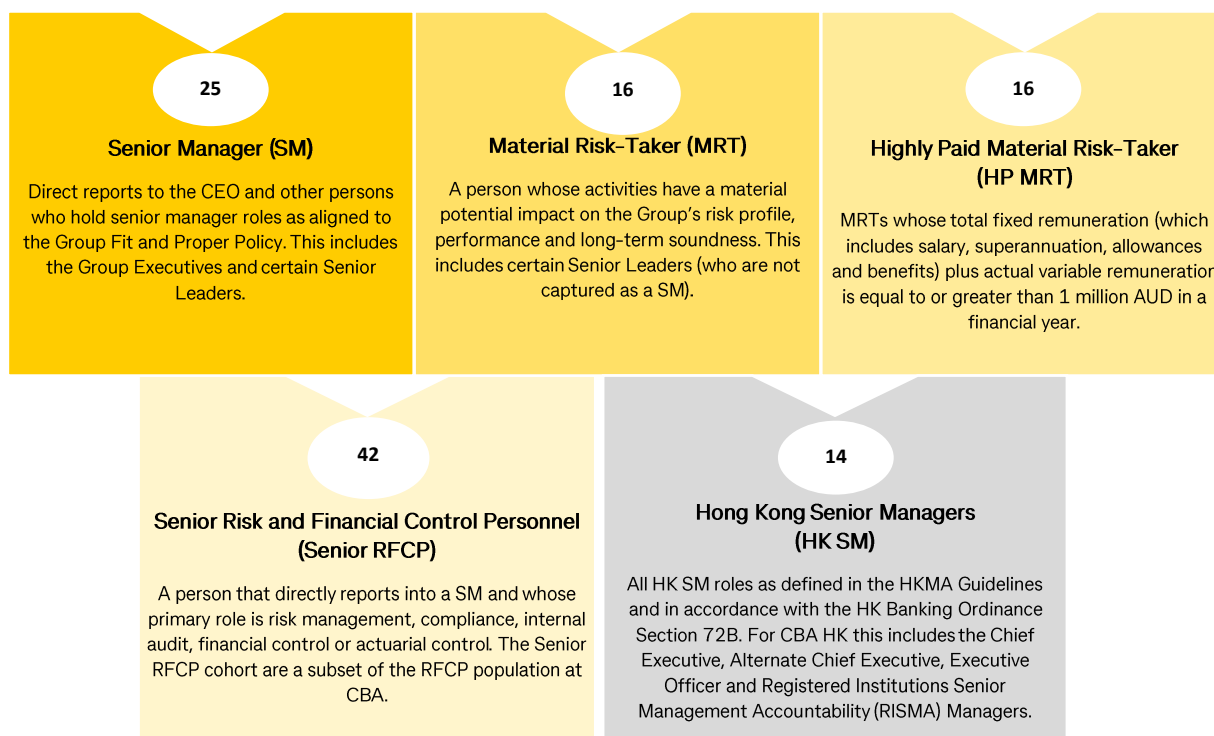 25
Senior Manager (SM)
Direct reports to the CEO and other persons
who hold senior manager roles as aligned to
the Group Fit and Proper Policy. This includes
the Group Executives and certain Senior
Leaders.
16
Material Risk-Taker (MRT)
A person whose activities have a material
potential impact on the Group's risk profile,
performance and long-term soundness. This
includes certain Senior Leaders (who are not
captured as a SM).
16
Highly Paid Material Risk-Taker
(HP MRT)
MRTs whose total fixed remuneration (which
includes salary, superannuation, allowances
and benefits) plus actual variable remuneration
is equal to or greater than 1 million AUD in a
financial year.
42
Senior Risk and Financial Control Personnel
(Senior RFCP)
A person that directly reports into a SM and whose
primary role is risk management, compliance, internal
audit, financial control or actuarial control. The Senior
RFCP cohort are a subset of the RFCP population at
CBA.
14
Hong Kong Senior Managers
(HK SM)
All HK SM roles as defined in the HKMA Guidelines
and in accordance with the HK Banking Ordinance
Section 72B. For CBA HK this includes the Chief
Executive, Alternate Chief Executive, Executive
Officer and Registered Institutions Senior
Management Accountability (RISMA) Managers.